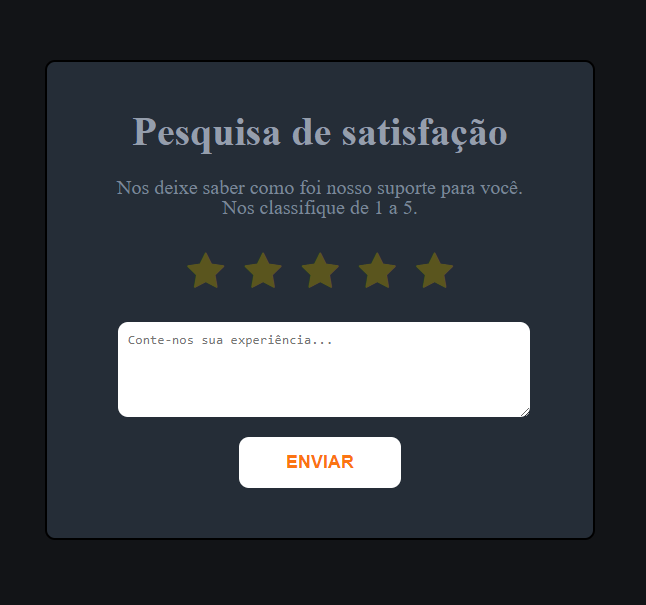 Pesquisa de satisfação
Nos deixe saber como foi nosso suporte para você.
Nos classifique de 1 a 5.
Conte-nos sua experiência...
ENVIAR